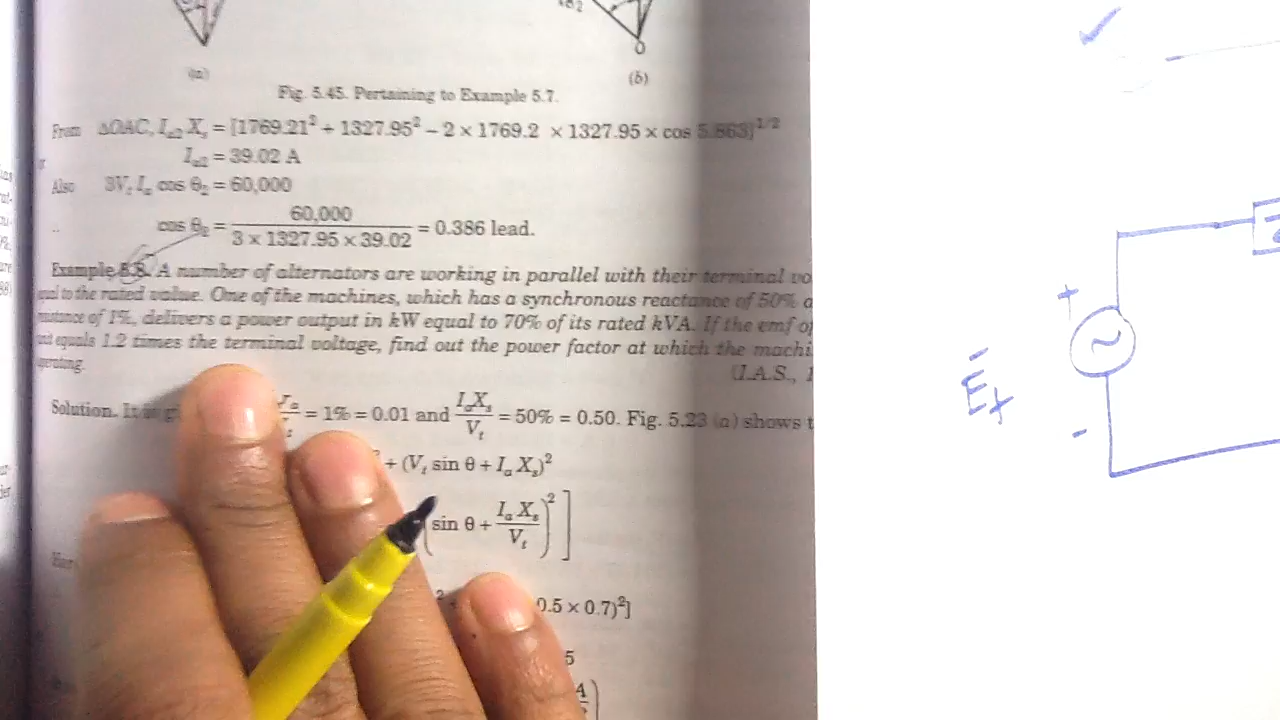 (a)
(b)
O
Fig. 5.45. Pertaining to Example 5.7.
From ΔOAC, I_a2 X_s = [1769.21² + 1327.95² − 2 × 1769.2 × 1327.95 × cos 5.863]^1/2
I_a2 = 39.02 A
Also 3V_t I_a cos θ_2 = 60,000
∴ cos θ_2 = 60,000 / (3 × 1327.95 × 39.02) = 0.386 lead.
Example 5.8. A number of alternators are working in parallel with their terminal vo
to the rated value. One of the machines, which has a synchronous reactance of 50% a
of 1%, delivers a power output in kW equal to 70% of its rated kVA. If the emf of
equals 1.2 times the terminal voltage, find out the power factor at which the machi
(I.A.S., 1
Solution. = 1% = 0.01 and I_a X_s / V_t = 50% = 0.50. Fig. 5.23 (a) shows t
+ (V_t sin θ + I_a X_s)²
(sin θ + I_a X_s / V_t)² ]
0.5 × 0.7)²]
5
+
~
Ē_f
-